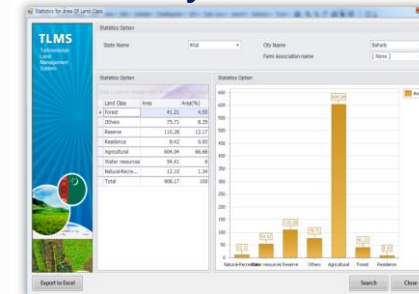 Statistics for Area Of Land Class
TLMS
Turkmenistan
Land
Management
System
Statistics Option
State Name
Ahal
City Name
Baharly
Farm Association name
[ None ]
Statistics Option
Land Class Area Area(%)
Forest 41.21 4.55
Others 75.71 8.35
Reserve 110.28 12.17
Residence 8.42 0.93
Agricultural 604.04 66.66
Water resources 54.41 6
Natural-Recre... 12.10 1.34
Total 906.17 100
Statistics Option
650
600
550
500
450
400
350
300
250
200
150
100
50
0
604,04
110,28
75,71
54,41
41,21
12,1
8,42
Reserve Others Agricultural Forest Residence
Export to Excel
Search
Close